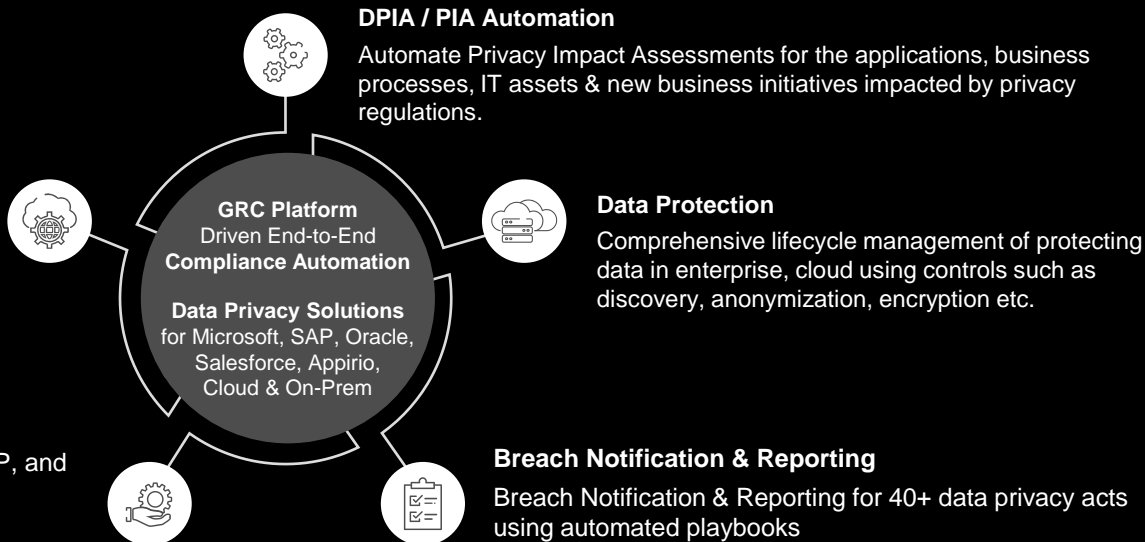 DPIA / PIA Automation
Automate Privacy Impact Assessments for the applications, business
processes, IT assets & new business initiatives impacted by privacy
regulations.
GRC Platform
Driven End-to-End
Compliance Automation
Data Privacy Solutions
for Microsoft, SAP, Oracle,
Salesforce, Appirio,
Cloud & On-Prem
Data Protection
Comprehensive lifecycle management of protecting
data in enterprise, cloud using controls such as
discovery, anonymization, encryption etc.
P, and
Breach Notification & Reporting
Breach Notification & Reporting for 40+ data privacy acts
using automated playbooks